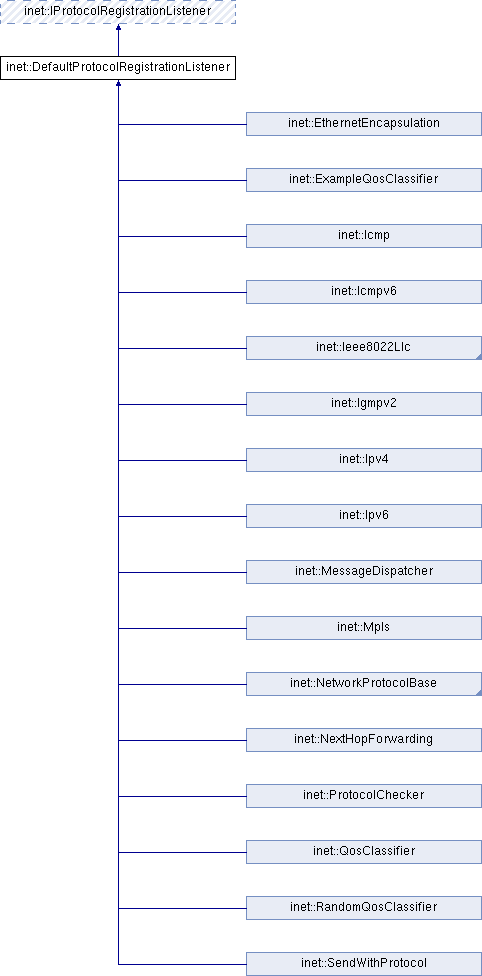 inet::IProtocolRegistrationListener
inet::DefaultProtocolRegistrationListener
inet::EthernetEncapsulation
inet::ExampleQosClassifier
inet::Icmp
inet::Icmpv6
inet::Ieee8022Llc
inet::Igmpv2
inet::Ipv4
inet::Ipv6
inet::MessageDispatcher
inet::Mpls
inet::NetworkProtocolBase
inet::NextHopForwarding
inet::ProtocolChecker
inet::QosClassifier
inet::RandomQosClassifier
inet::SendWithProtocol